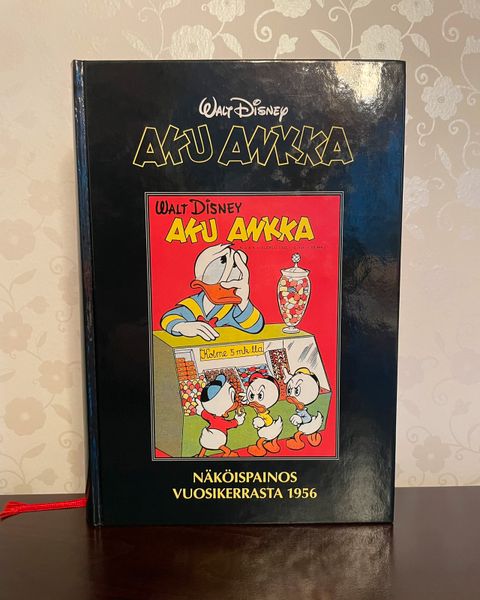 WALT DISNEY
AKU ANKKA
WALT DISNEY
AKU ANKKA
Kolme 5 mk:lla
NÄKÖISPAINOS
VUOSIKERRASTA 1956